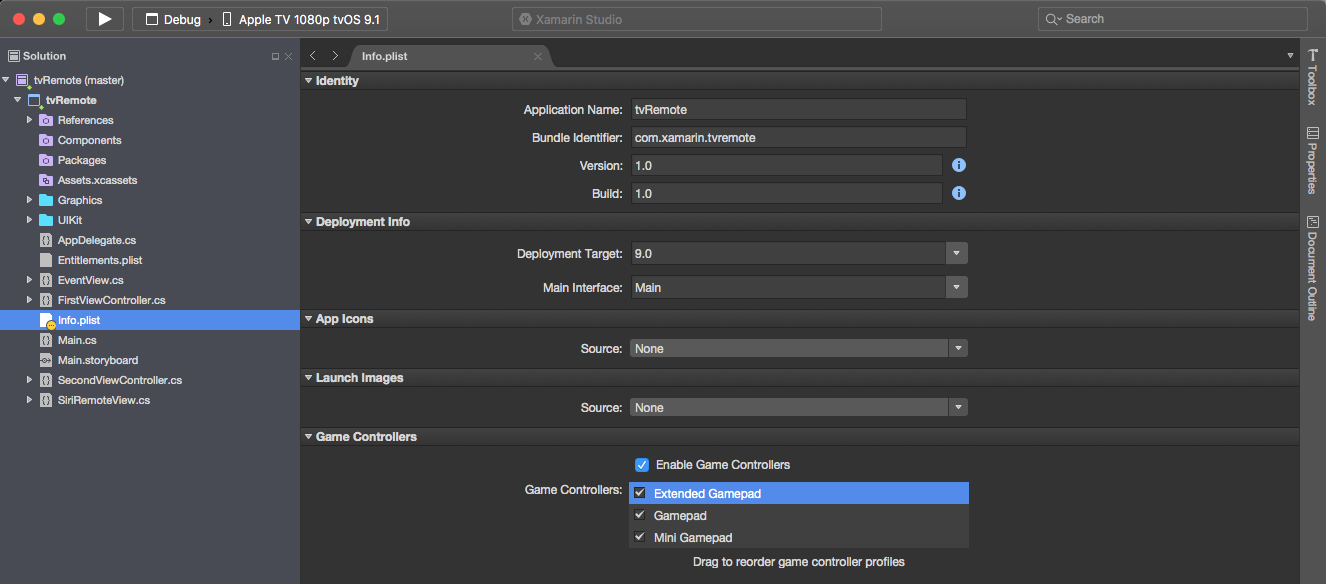 Debug › Apple TV 1080p tvOS 9.1
Xamarin Studio
Search
Solution
tvRemote (master)
tvRemote
References
Components
Packages
Assets.xcassets
Graphics
UIKit
AppDelegate.cs
Entitlements.plist
EventView.cs
FirstViewController.cs
Info.plist
Main.cs
Main.storyboard
SecondViewController.cs
SiriRemoteView.cs
Info.plist
Identity
Application Name: tvRemote
Bundle Identifier: com.xamarin.tvremote
Version: 1.0
Build: 1.0
Deployment Info
Deployment Target: 9.0
Main Interface: Main
App Icons
Source: None
Launch Images
Source: None
Game Controllers
Enable Game Controllers
Game Controllers: Extended Gamepad
Gamepad
Mini Gamepad
Drag to reorder game controller profiles
Toolbox
Properties
Document Outline